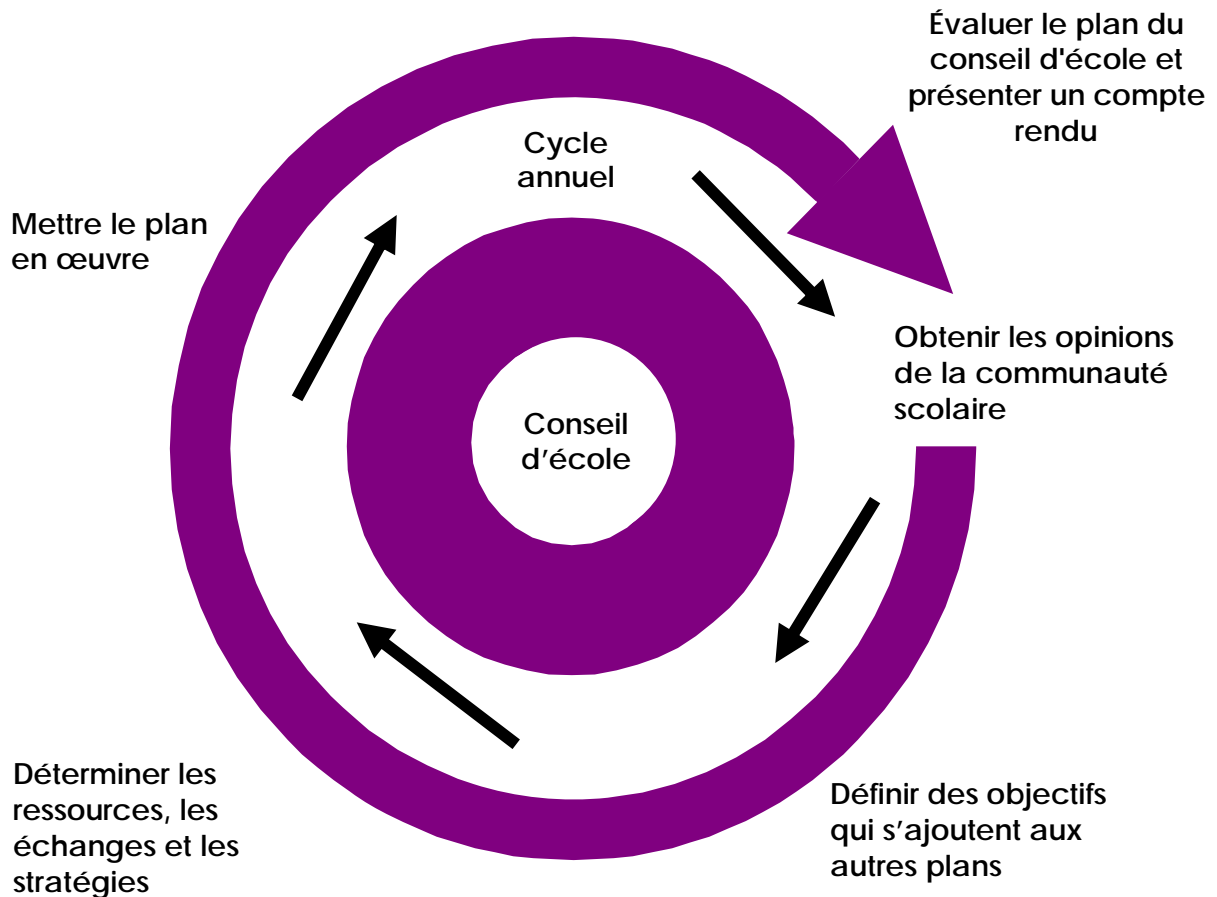 Évaluer le plan du
conseil d'école et
présenter un compte
rendu
Cycle
annuel
Mettre le plan
en œuvre
Obtenir les opinions
de la communauté
scolaire
Conseil
d’école
Déterminer les
ressources, les
échanges et les
stratégies
Définir des objectifs
qui s’ajoutent aux
autres plans